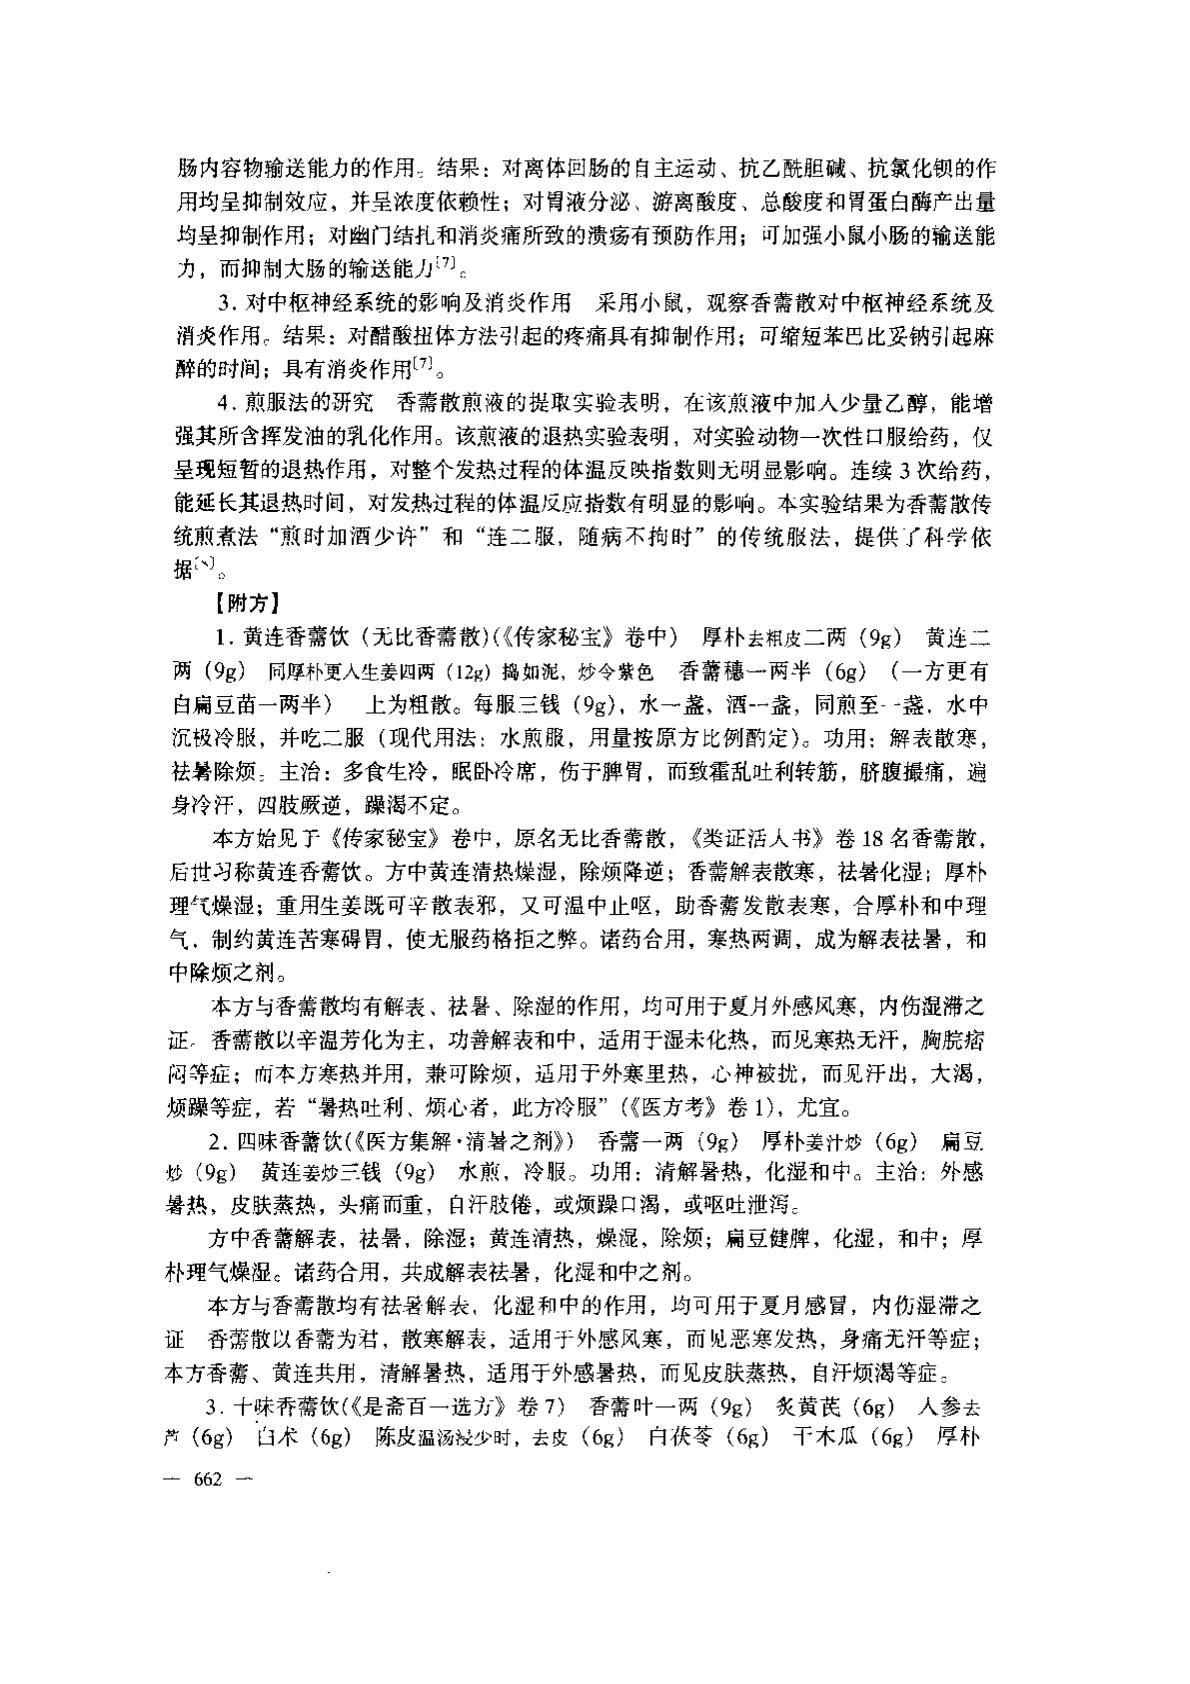 肠内容物输送能力的作用。结果：对离体回肠的自主运动、抗乙酰胆碱、抗氯化钡的作
用均呈抑制效应，并呈浓度依赖性；对胃液分泌、游离酸度、总酸度和胃蛋白酶产出量
均呈抑制作用；对幽门结扎和消炎痛所致的溃疡有预防作用；可加强小鼠小肠的输送能
力，而抑制大肠的输送能力〔7〕。
3．对中枢神经系统的影响及消炎作用　采用小鼠，观察香薷散对中枢神经系统及
消炎作用。结果：对醋酸扭体方法引起的疼痛具有抑制作用；可缩短苯巴比妥钠引起麻
醉的时间；具有消炎作用〔7〕。
4．煎服法的研究　香薷散煎液的提取实验表明，在该煎液中加入少量乙醇，能增
强其所含挥发油的乳化作用。该煎液的退热实验表明，对实验动物一次性口服给药，仅
呈现短暂的退热作用，对整个发热过程的体温反映指数则无明显影响。连续 3 次给药，
能延长其退热时间，对发热过程的体温反应指数有明显的影响。本实验结果为香薷散传
统煎煮法“煎时加酒少许”和“连二服，随病不拘时”的传统服法，提供了科学依
据。
【附方】
1．黄连香薷饮（无比香薷散）（《传家秘宝》卷中）　厚朴去粗皮二两（9g）　黄连二
两（9g）　同厚朴更入生姜四两（12g）捣如泥，炒令紫色　香薷穗一两半（6g）（一方更有
白扁豆苗一两半）　上为粗散。每服三钱（9g），水一盏，酒一盏，同煎至一盏，水中
沉极冷服，并吃二服（现代用法：水煎服，用量按原方比例酌定）。功用：解表散寒，
祛暑除烦。主治：多食生冷，眠卧冷席，伤于脾胃，而致霍乱吐利转筋，脐腹撮痛，遍
身冷汗，四肢厥逆，躁渴不定。
本方始见于《传家秘宝》卷中，原名无比香薷散，《类证活人书》卷 18 名香薷散，
后世习称黄连香薷饮。方中黄连清热燥湿，除烦降逆；香薷解表散寒，祛暑化湿；厚朴
理气燥湿；重用生姜既可辛散表邪，又可温中止呕，助香薷发散表寒，合厚朴和中理
气，制约黄连苦寒碍胃，使无服药格拒之弊。诸药合用，寒热两调，成为解表祛暑，和
中除烦之剂。
本方与香薷散均有解表、祛暑、除湿的作用，均可用于夏月外感风寒，内伤湿滞之
证。香薷散以辛温芳化为主，功善解表和中，适用于湿未化热，而见寒热无汗，胸脘痞
闷等症；而本方寒热并用，兼可除烦，适用于外寒里热，心神被扰，而见汗出，大渴，
烦躁等症，若“暑热吐利、烦心者，此方冷服”（《医方考》卷 1），尤宜。
2．四味香薷饮（《医方集解·清暑之剂》）　香薷一两（9g）　厚朴姜汁炒（6g）　扁豆
炒（9g）　黄连姜炒三钱（9g）　水煎，冷服。功用：清解暑热，化湿和中。主治：外感
暑热，皮肤蒸热，头痛而重，自汗肢倦，或烦躁口渴，或呕吐泄泻。
方中香薷解表，祛暑，除湿；黄连清热，燥湿，除烦；扁豆健脾，化湿，和中；厚
朴理气燥湿。诸药合用，共成解表祛暑，化湿和中之剂。
本方与香薷散均有祛暑解表，化湿和中的作用，均可用于夏月感冒，内伤湿滞之
证　香薷散以香薷为君，散寒解表，适用于外感风寒，而见恶寒发热，身痛无汗等症；
本方香薷、黄连共用，清解暑热，适用于外感暑热，而见皮肤蒸热，自汗烦渴等症。
3．十味香薷饮（《是斋百一选方》卷 7）　香薷叶一两（9g）　炙黄芪（6g）　人参去
芦（6g）　白术（6g）　陈皮温汤浸少时，去皮（6g）　白茯苓（6g）　干木瓜（6g）　厚朴
— 662 —